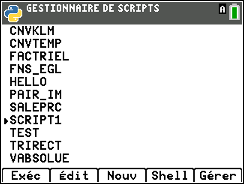 GESTIONNAIRE DE SCRIPTS A
CNVKLM
CNVTEMP
FACTRIEL
FNS_EGL
HELLO
PAIR_IM
SALEPRC
SCRIPT1
TEST
TRIRECT
VABSOLUE
Exéc édit Nouv Shell Gérer